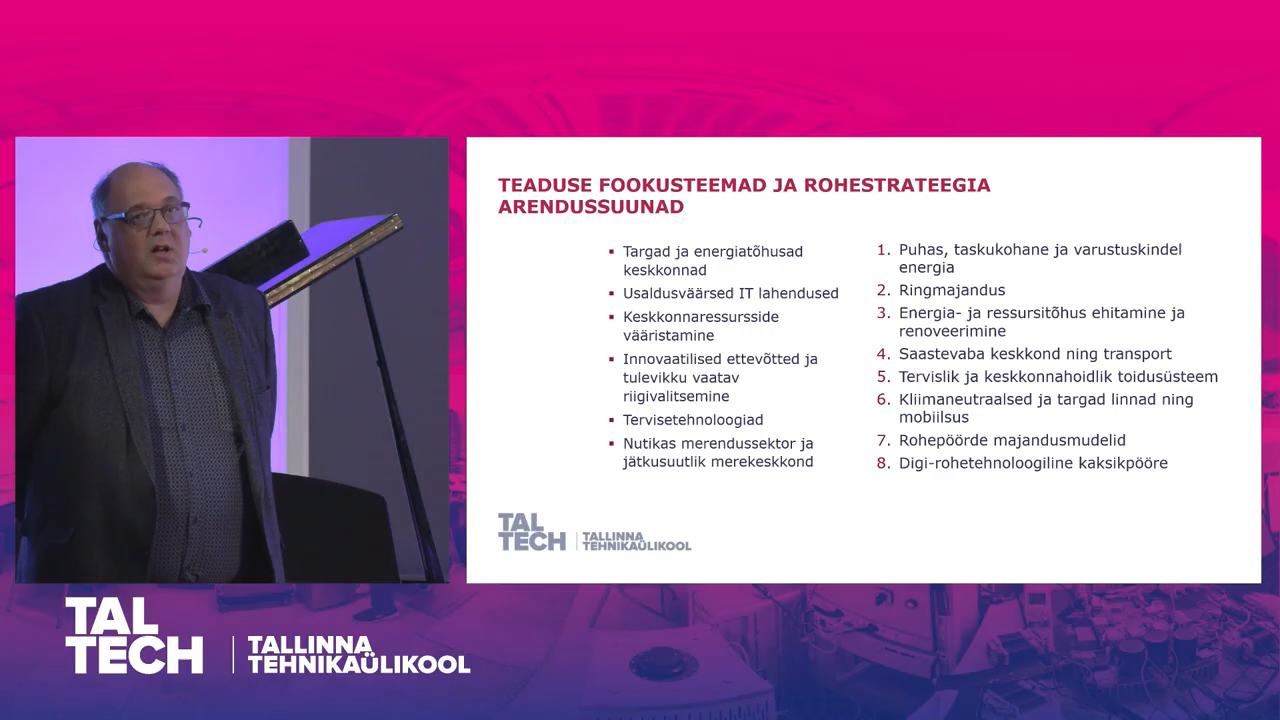 TEADUSE FOOKUSTEEMAD JA ROHESTRATEEGIA
ARENDUSSUUNAD
▪ Targad ja energiatõhusad
keskkonnad
▪ Usaldusväärsed IT lahendused
▪ Keskkonnaressursside
vääristamine
▪ Innovaatilised ettevõtted ja
tulevikku vaatav
riigivalitsemine
▪ Tervisetehnoloogiad
▪ Nutikas merendussektor ja
jätkusuutlik merekeskkond
1. Puhas, taskukohane ja varustuskindel
energia
2. Ringmajandus
3. Energia- ja ressursitõhus ehitamine ja
renoveerimine
4. Saastevaba keskkond ning transport
5. Tervislik ja keskkonnahoidlik toidusüsteem
6. Kliimaneutraalsed ja targad linnad ning
mobiilsus
7. Rohepöörde majandusmudelid
8. Digi-rohetehnoloogiline kaksikpööre
TAL
TECH
TALLINNA
TEHNIKAÜLIKOOL
TAL
TECH
TALLINNA
TEHNIKAÜLIKOOL